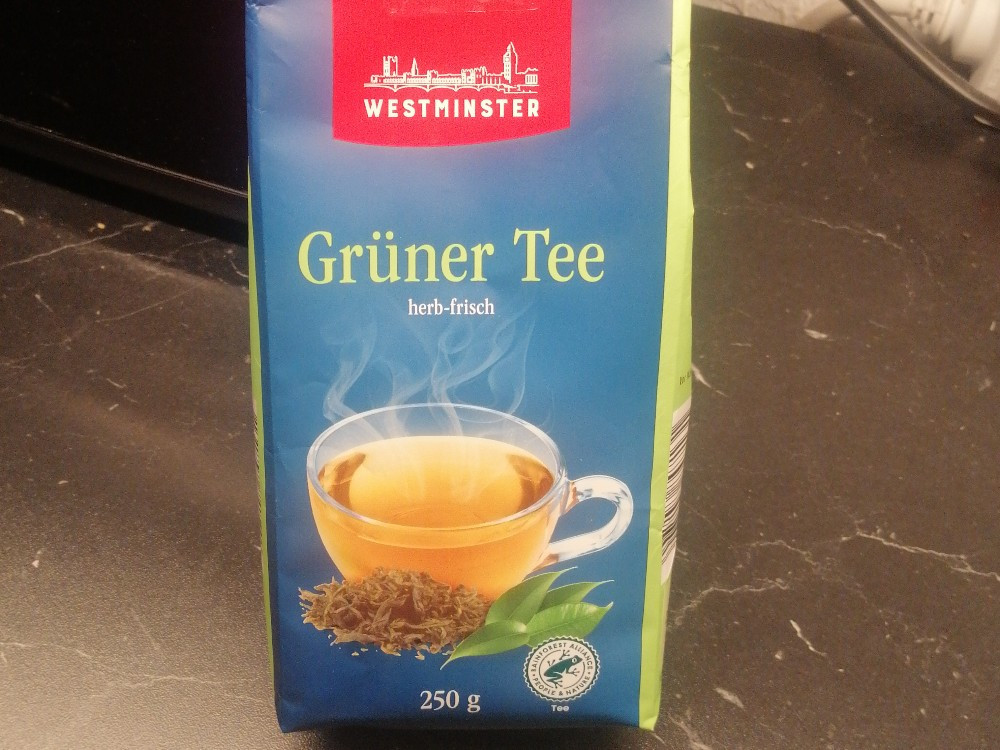 WESTMINSTER
Grüner Tee
herb-frisch
RAINFOREST ALLIANCE
PEOPLE & NATURE
Tee
250 g